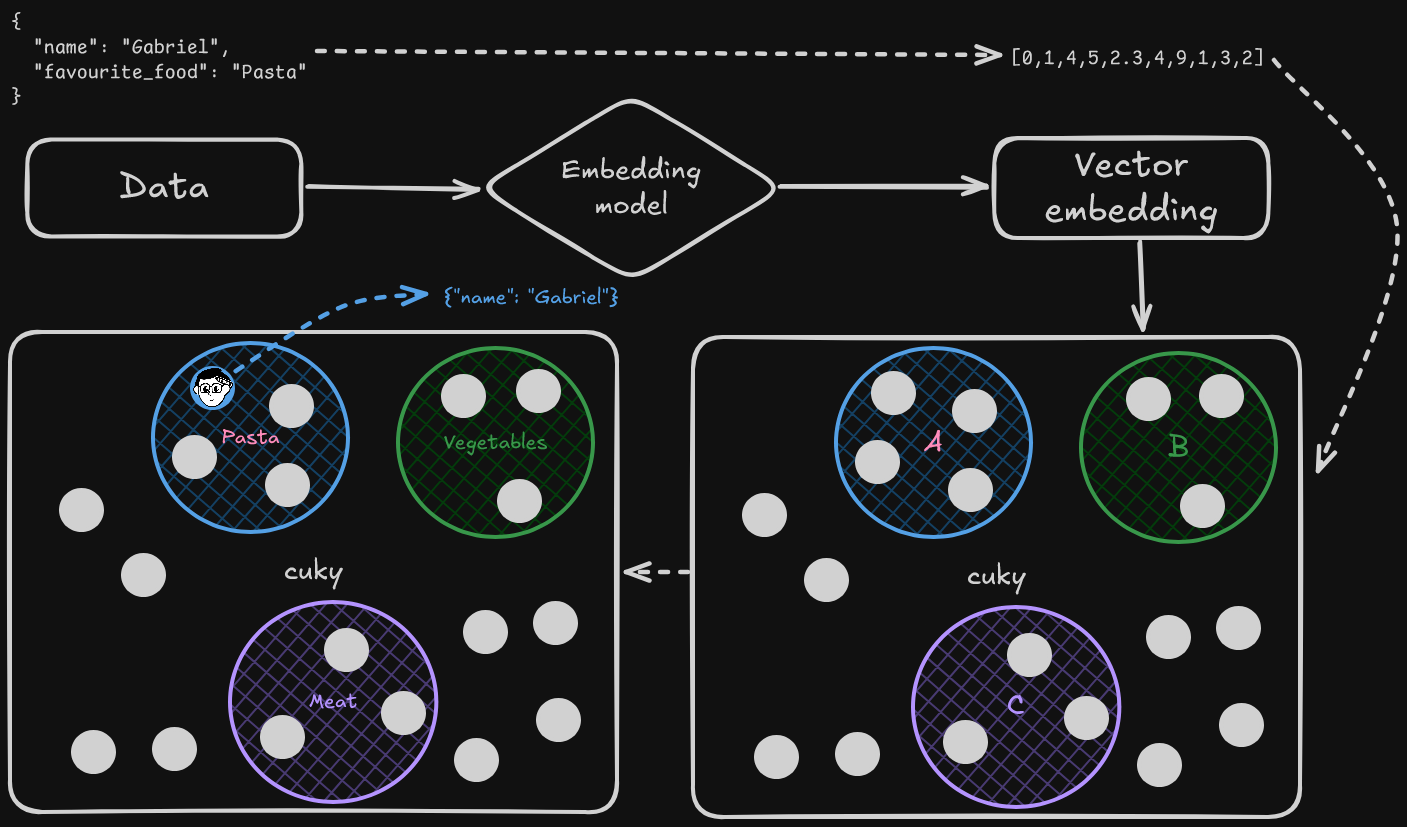 {
"name": "Gabriel",
"favourite_food": "Pasta"
}
[0,1,4,5,2.3,4,9,1,3,2]
Data
Embedding
model
Vector
embedding
{"name": "Gabriel"}
Pasta
Vegetables
cuky
Meat
A
B
cuky
C